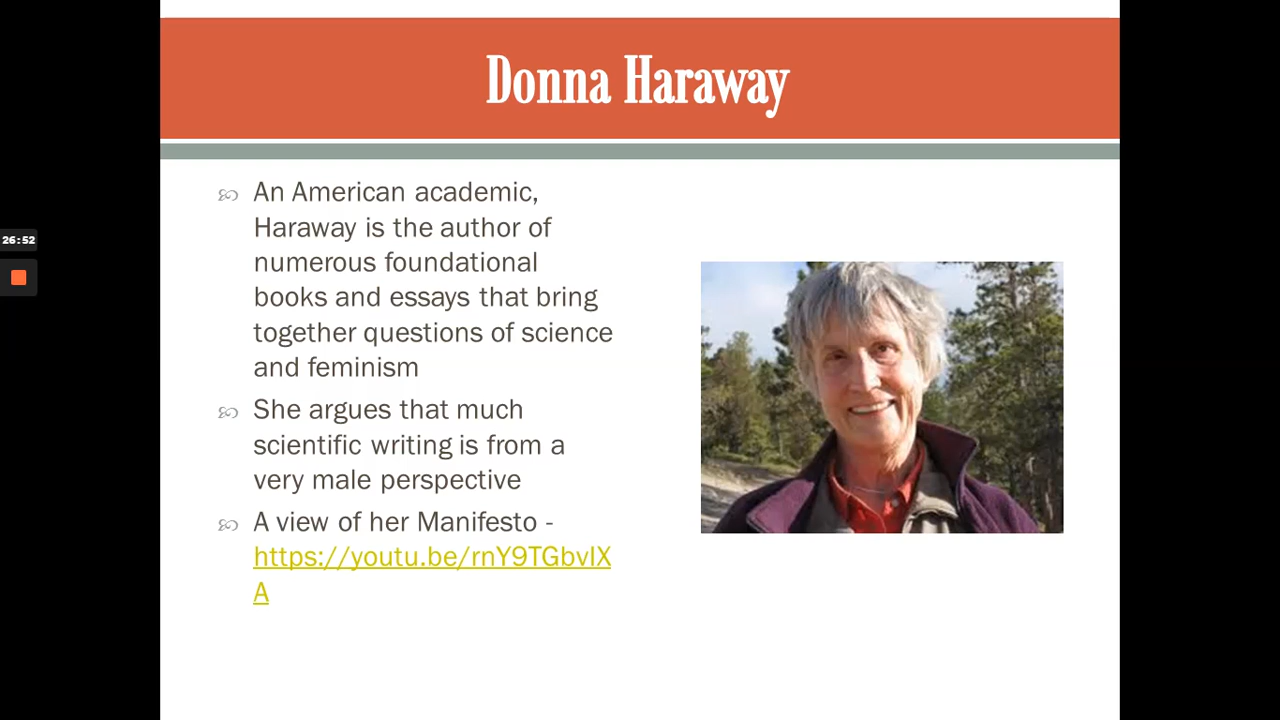 Donna Haraway
An American academic,
Haraway is the author of
numerous foundational
books and essays that bring
together questions of science
and feminism
She argues that much
scientific writing is from a
very male perspective
A view of her Manifesto -
https://youtu.be/rnY9TGbvIX
A
26:52